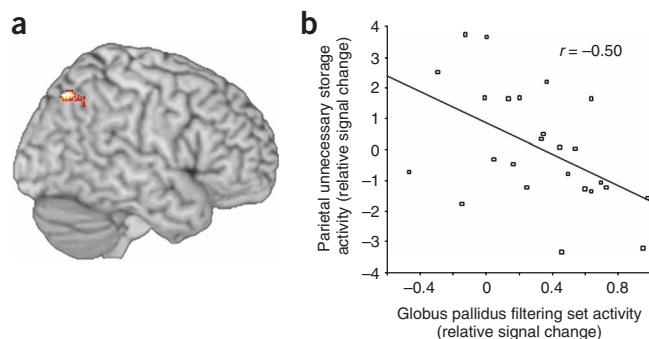 a
b
Parietal unnecessary storage
activity (relative signal change)
4
3
2
1
0
–1
–2
–3
–4
r = –0.50
–0.4
0
0.4
0.8
Globus pallidus filtering set activity
(relative signal change)